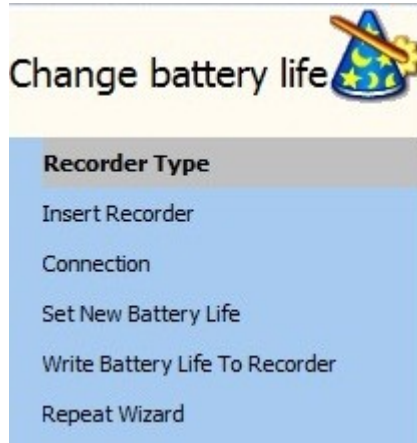 Change battery life
Recorder Type
Insert Recorder
Connection
Set New Battery Life
Write Battery Life To Recorder
Repeat Wizard